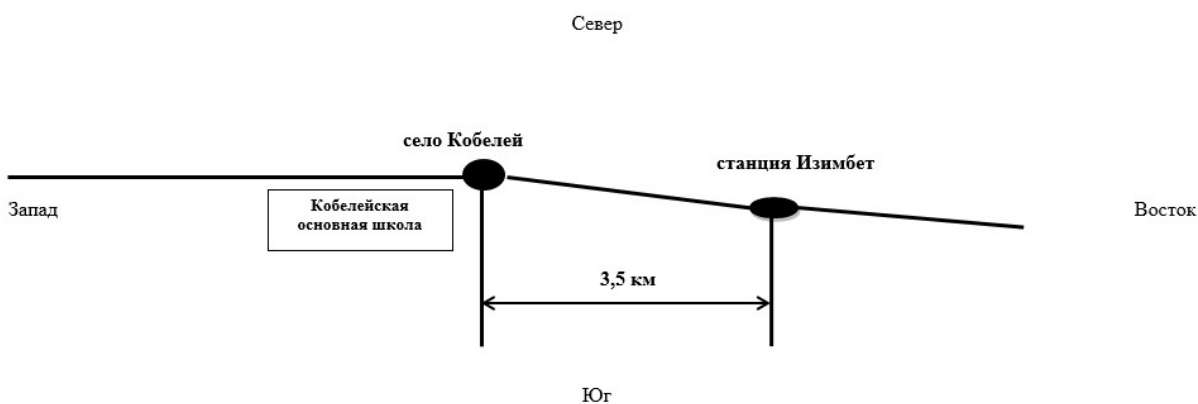 Север
село Кобелей
станция Изимбет
Запад
Кобелейская
основная школа
Восток
3,5 км
Юг